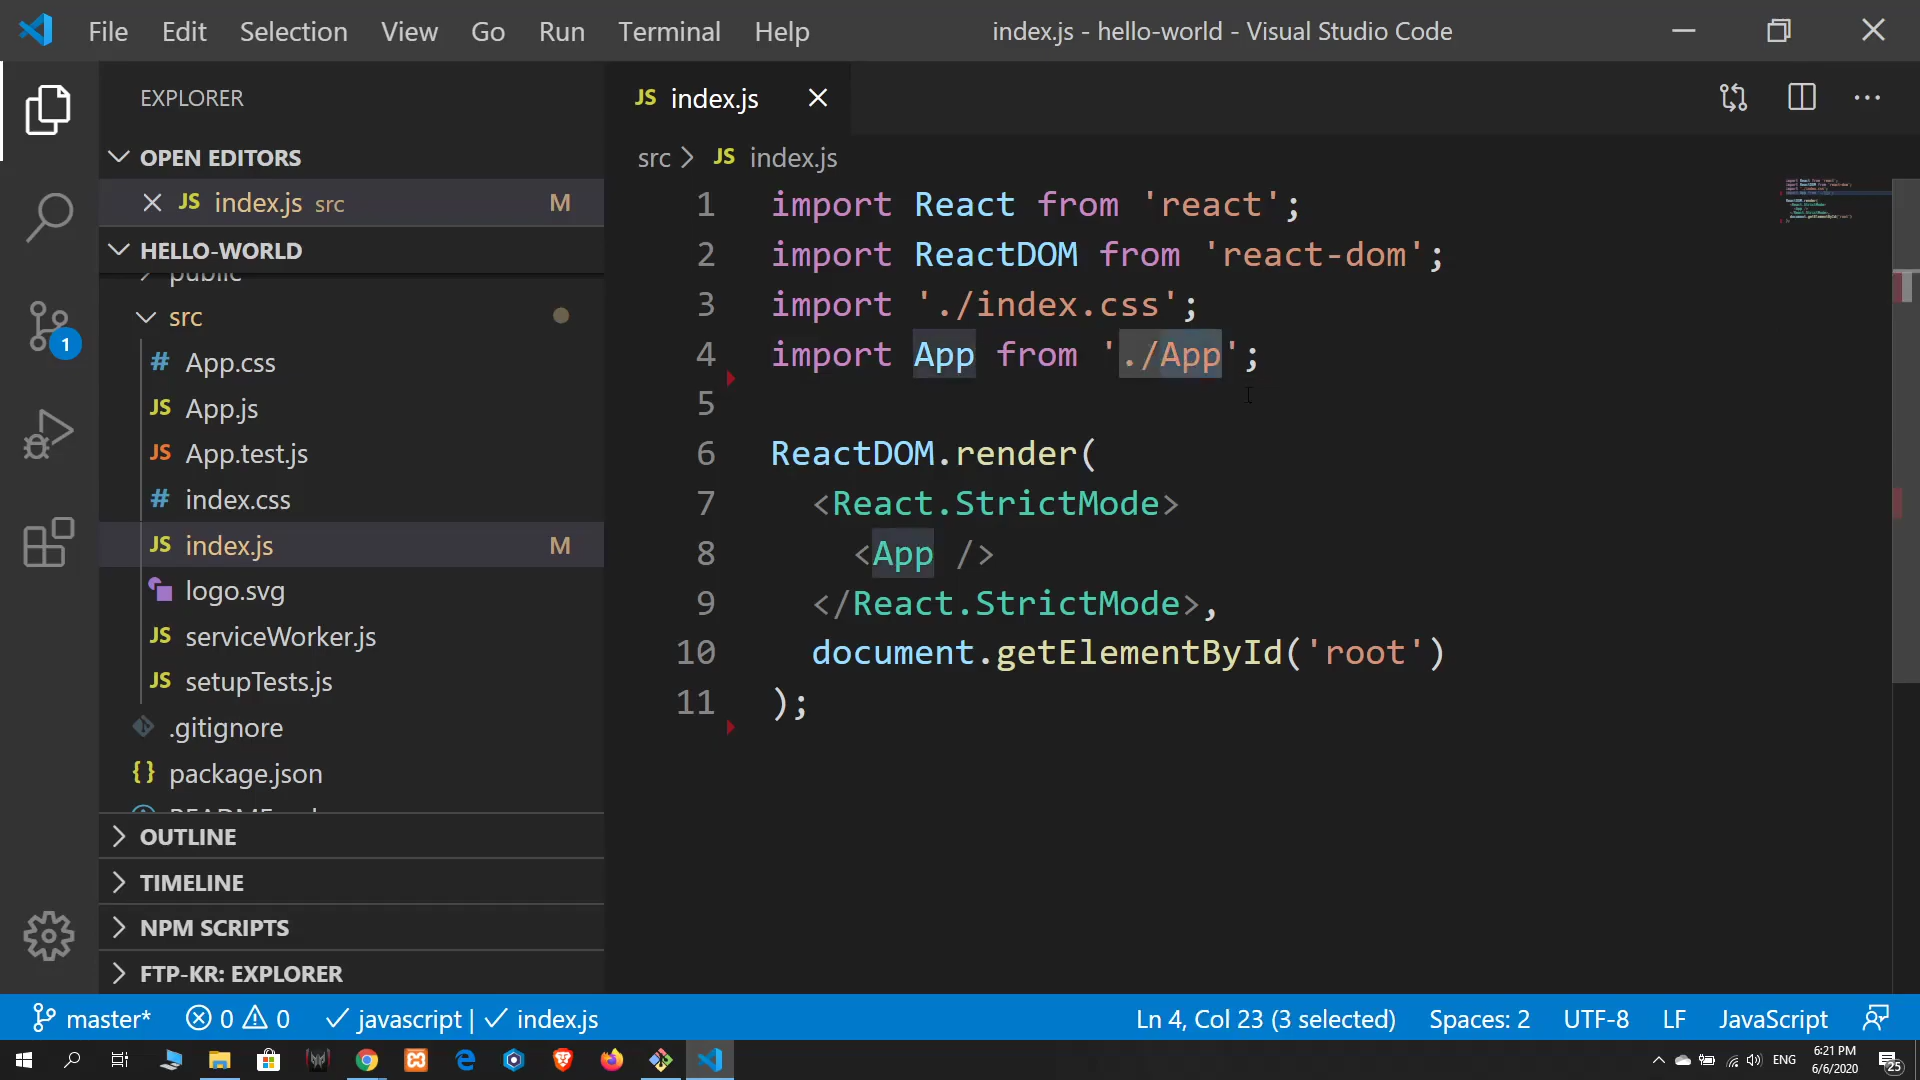 File Edit Selection View Go Run Terminal Help
index.js - hello-world - Visual Studio Code
EXPLORER
OPEN EDITORS
JS index.js src M
HELLO-WORLD
public
src
# App.css
JS App.js
JS App.test.js
# index.css
JS index.js M
logo.svg
JS serviceWorker.js
JS setupTests.js
.gitignore
{} package.json
OUTLINE
TIMELINE
NPM SCRIPTS
FTP-KR: EXPLORER
1
JS index.js
src > JS index.js
1 import React from 'react';
2 import ReactDOM from 'react-dom';
3 import './index.css';
4 import App from './App';
5
6 ReactDOM.render(
7 <React.StrictMode>
8 <App />
9 </React.StrictMode>,
10 document.getElementById('root')
11 );
master* 0 0 javascript | index.js
Ln 4, Col 23 (3 selected) Spaces: 2 UTF-8 LF JavaScript
ENG
6:21 PM
6/6/2020
25